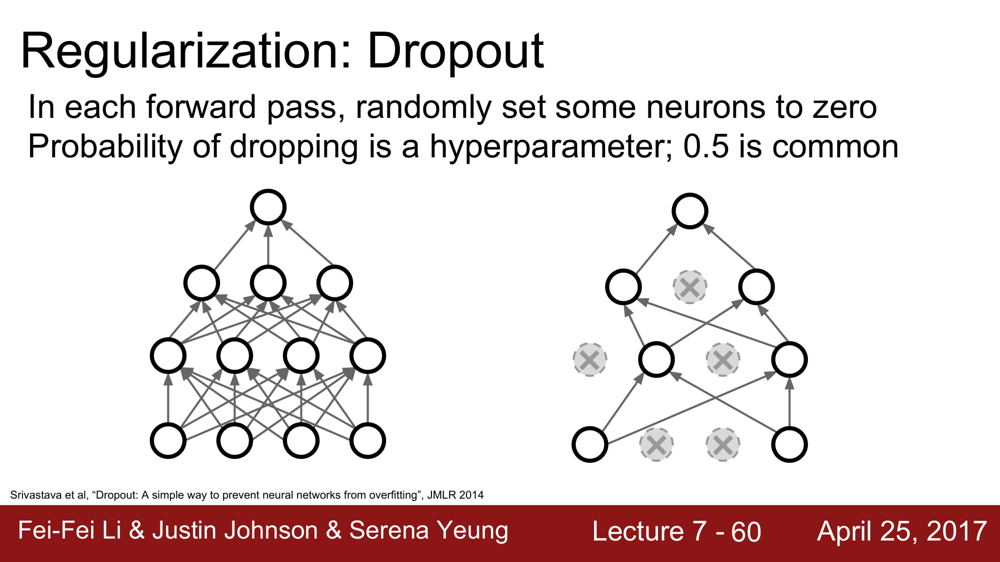 Regularization: Dropout
In each forward pass, randomly set some neurons to zero
Probability of dropping is a hyperparameter; 0.5 is common
Srivastava et al, “Dropout: A simple way to prevent neural networks from overfitting”, JMLR 2014
Fei-Fei Li & Justin Johnson & Serena Yeung
Lecture 7 - 60
April 25, 2017